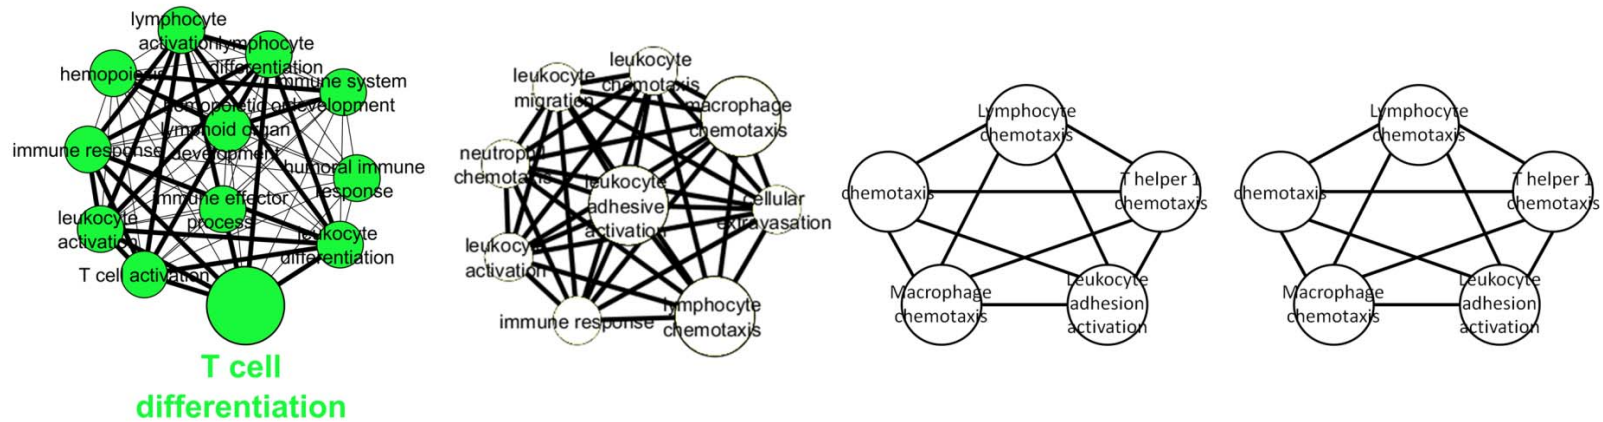 lymphocyte
activation
lymphocyte
differentiation
hemopoiesis
immune system
development
hemopoietic or
lymphoid organ
development
immune response
humoral immune
response
immune effector
process
leukocyte
activation
leukocyte
differentiation
T cell activation
T cell
differentiation
leukocyte
migration
leukocyte
chemotaxis
macrophage
chemotaxis
neutrophil
chemotaxis
leukocyte
adhesive
activation
cellular
extravasation
leukocyte
activation
immune response
lymphocyte
chemotaxis
Lymphocyte
chemotaxis
chemotaxis
T helper 1
chemotaxis
Macrophage
chemotaxis
Leukocyte
adhesion
activation
Lymphocyte
chemotaxis
chemotaxis
T helper 1
chemotaxis
Macrophage
chemotaxis
Leukocyte
adhesion
activation